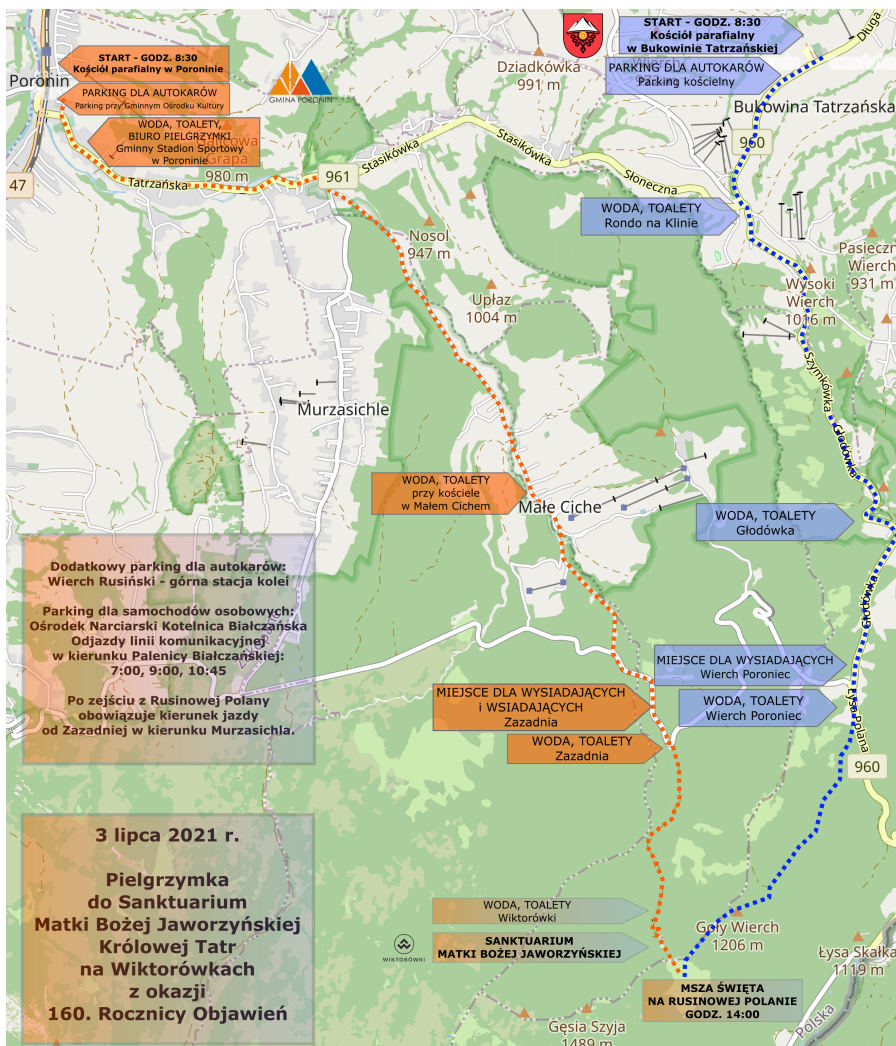 START - GODZ. 8:30
Kościół parafialny w Poroninie
PARKING DLA AUTOKARÓW
Parking przy Gminnym Ośrodku Kultury
WODA, TOALETY,
BIURO PIELGRZYMKI
Gminny Stadion Sportowy
w Poroninie
Poronin
980 m
47
GMINA PORONIN
Dziadkówka
991 m
START - GODZ. 8:30
Kościół parafialny
w Bukowinie Tatrzańskiej
PARKING DLA AUTOKARÓW
Parking kościelny
Długa
Bukowina Tatrzańska
960
Tatrzańska
961
Stasikówka
Stasikówka
Słoneczna
WODA, TOALETY
Rondo na Klinie
Nosol
947 m
Upłaz
1004 m
Wysoki
Wierch
1016 m
Wierch
931 m
Szymkówka
Głodówka
Murzasichle
WODA, TOALETY
przy kościele
w Małem Cichem
Małe Ciche
WODA, TOALETY
Głodówka
Głodówka
Dodatkowy parking dla autokarów:
Wierch Rusiński - górna stacja kolei
Parking dla samochodów osobowych:
Ośrodek Narciarski Kotelnica Białczańska
Odjazdy linii komunikacyjnej
w kierunku Palenicy Białczańskiej:
7:00, 9:00, 10:45
Po zejściu z Rusinowej Polany
obowiązuje kierunek jazdy
od Zazadniej w kierunku Murzasichla.
MIEJSCE DLA WYSIADAJĄCYCH
Wierch Poroniec
WODA, TOALETY
Wierch Poroniec
Łysa Polana
960
MIEJSCE DLA WYSIADAJĄCYCH
i WSIADAJĄCYCH
Zazadnia
WODA, TOALETY
Zazadnia
3 lipca 2021 r.
Pielgrzymka
do Sanktuarium
Matki Bożej Jaworzyńskiej
Królowej Tatr
na Wiktorówkach
z okazji
160. Rocznicy Objawień
WIKTORÓWKI
WODA, TOALETY
Wiktorówki
SANKTUARIUM
MATKI BOŻEJ JAWORZYŃSKIEJ
Goły Wierch
1206 m
Łysa Skałka
1119 m
MSZA ŚWIĘTA
NA RUSINOWEJ POLANIE
GODZ. 14:00
Gęsia Szyja
1489 m
Polska